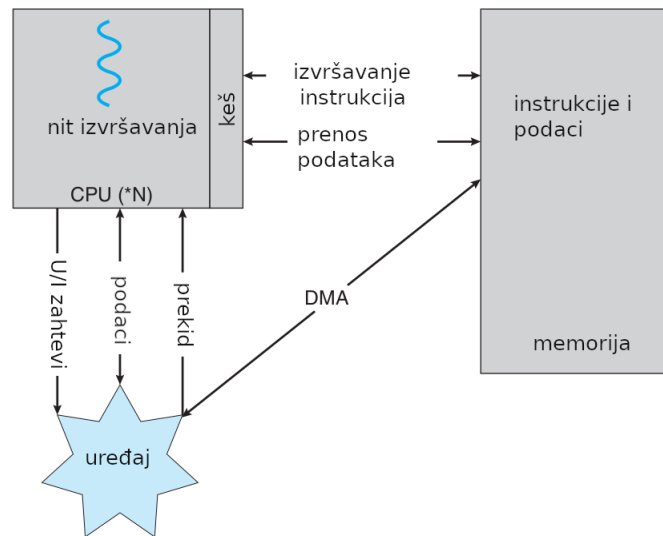 nit izvršavanja
keš
CPU (*N)
izvršavanje
instrukcija
prenos
podataka
instrukcije i
podaci
memorija
U/I zahtevi
podaci
prekid
DMA
uređaj